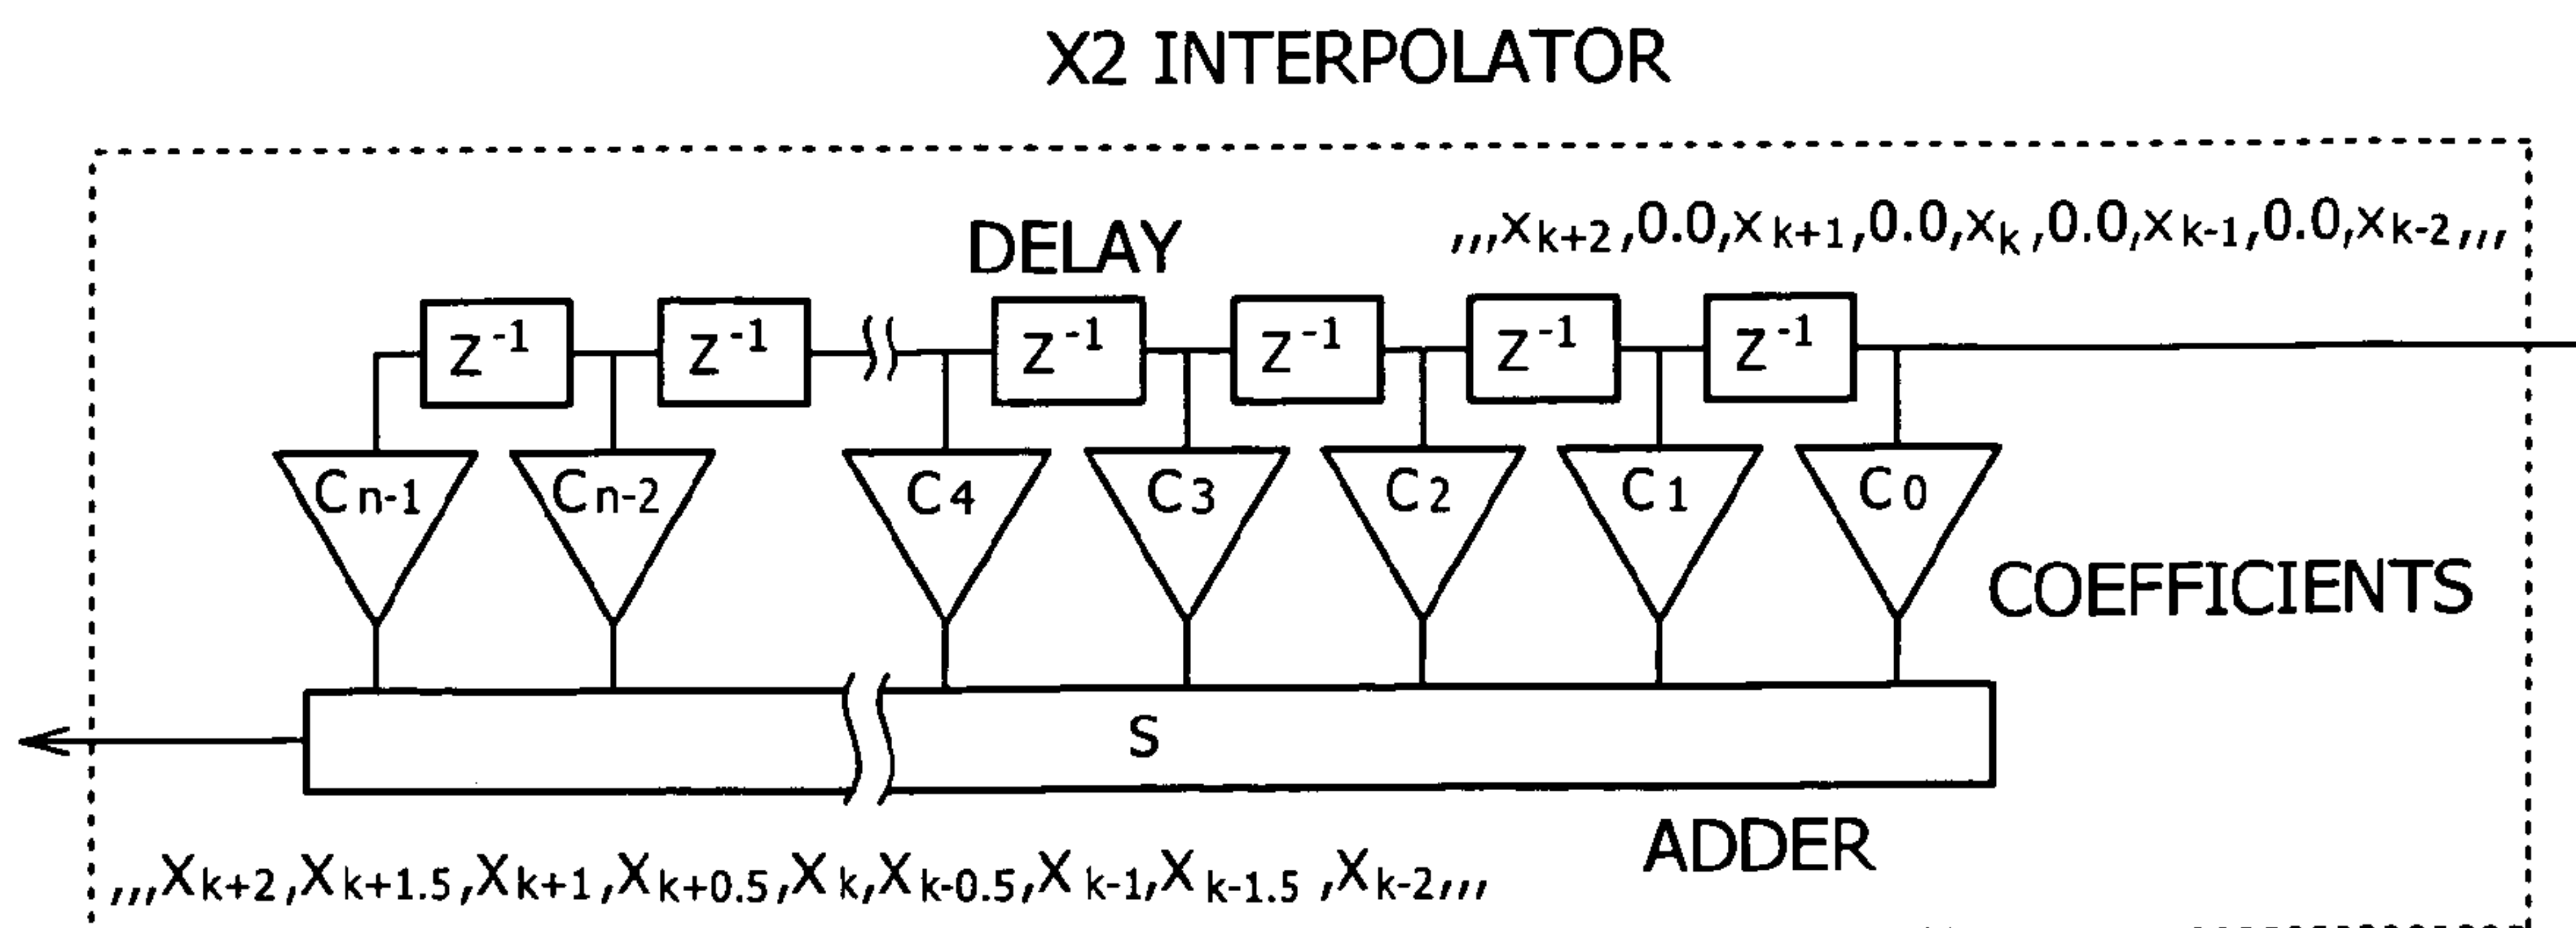 X2 INTERPOLATOR
,,,xk+2,0.0,xk+1,0.0,xk,0.0,xk-1,0.0,xk-2,,,
DELAY
Z-1 Z-1 Z-1 Z-1 Z-1 Z-1
Cn-1 Cn-2 C4 C3 C2 C1 C0
COEFFICIENTS
S
ADDER
,,,Xk+2,Xk+1.5,Xk+1,Xk+0.5,Xk,Xk-0.5,Xk-1,Xk-1.5,Xk-2,,,